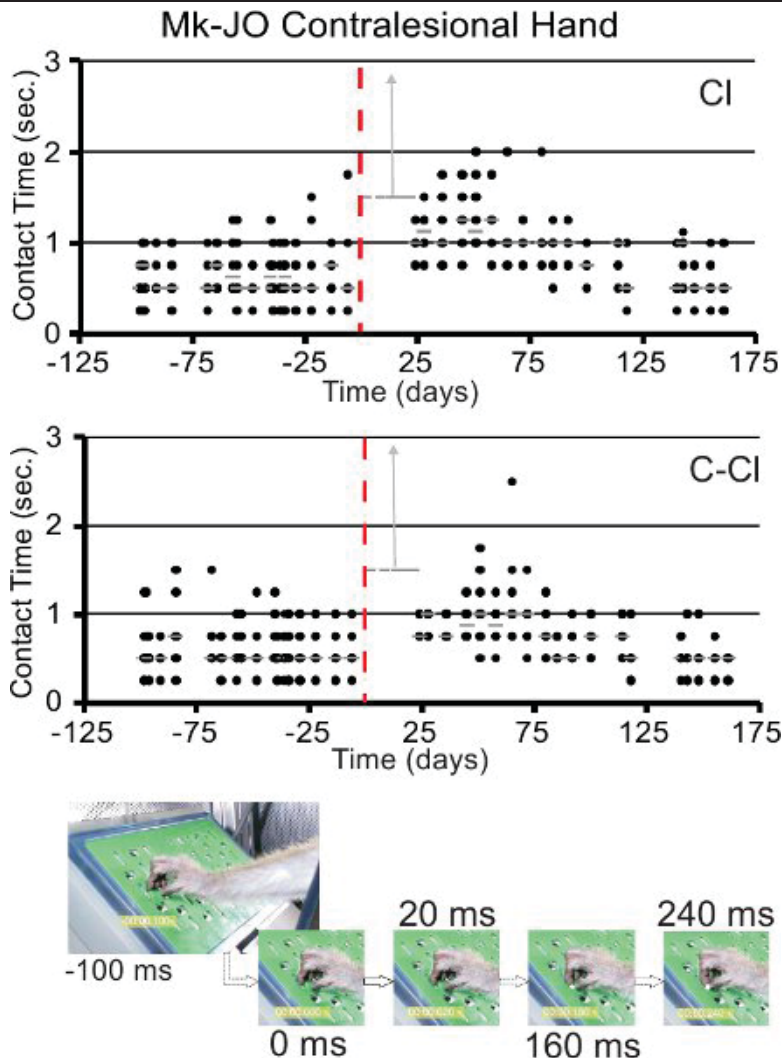 Mk-JO Contralesional Hand
Contact Time (sec.)
3
2
1
0
CI
-125 -75 -25 25 75 125 175
Time (days)
Contact Time (sec.)
3
2
1
0
C-CI
-125 -75 -25 25 75 125 175
Time (days)
-100 ms
0 ms
20 ms
160 ms
240 ms